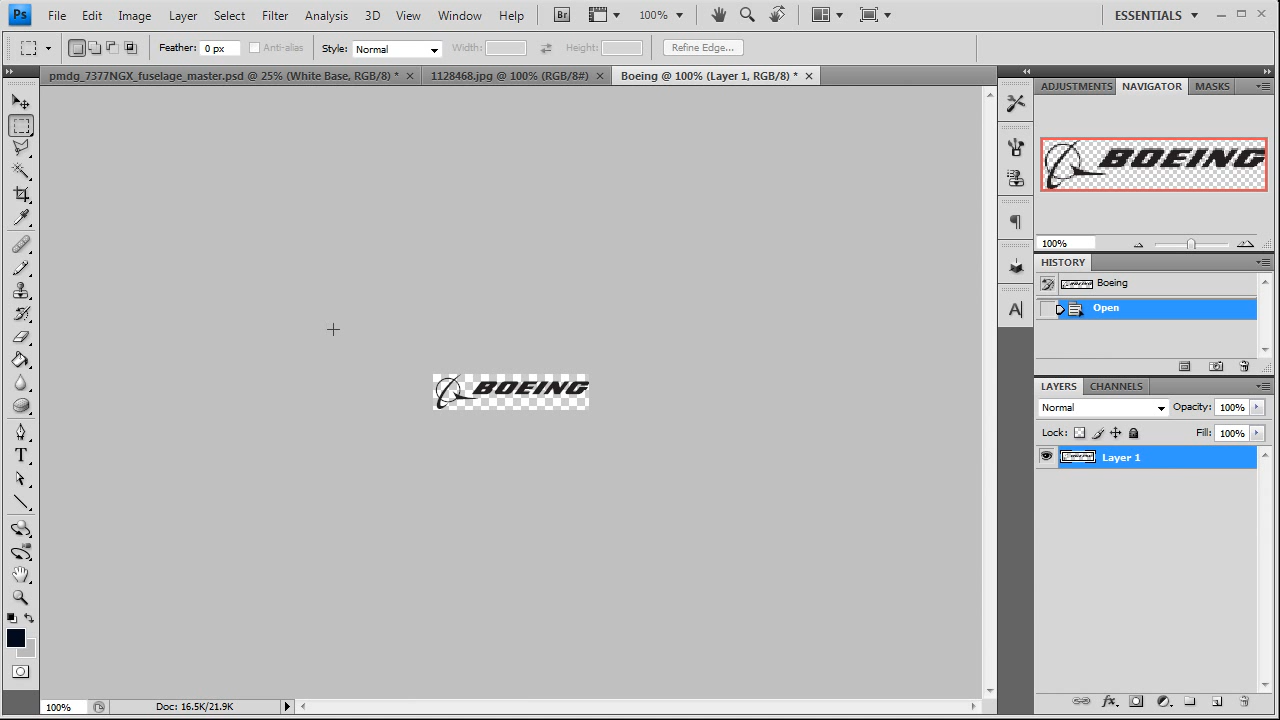 Ps File Edit Image Layer Select Filter Analysis 3D View Window Help Br 100% ESSENTIALS
Feather: 0 px Anti-alias Style: Normal Width: Height: Refine Edge...
pmdg_7377NGX_fuselage_master.psd @ 25% (White Base, RGB/8) * 1128468.jpg @ 100% (RGB/8#) Boeing @ 100% (Layer 1, RGB/8) *
ADJUSTMENTS NAVIGATOR MASKS
BOEING
100%
HISTORY
Boeing
Open
BOEING
LAYERS CHANNELS
Normal Opacity: 100%
Lock: Fill: 100%
Layer 1
100% Doc: 16.5K/21.9K